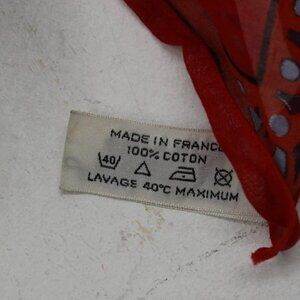 MADE IN FRANCE
100% COTON
40
LAVAGE 40°C MAXIMUM